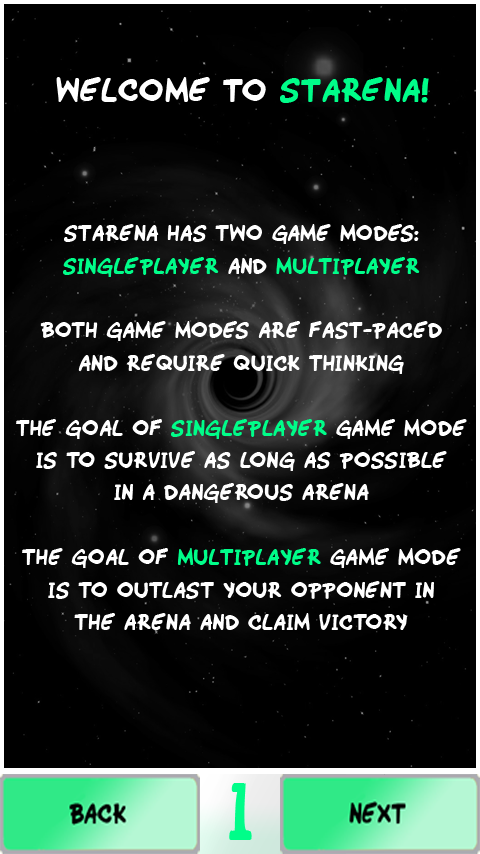 WELCOME TO STARENA!
STARENA HAS TWO GAME MODES:
SINGLEPLAYER AND MULTIPLAYER
BOTH GAME MODES ARE FAST-PACED
AND REQUIRE QUICK THINKING
THE GOAL OF SINGLEPLAYER GAME MODE
IS TO SURVIVE AS LONG AS POSSIBLE
IN A DANGEROUS ARENA
THE GOAL OF MULTIPLAYER GAME MODE
IS TO OUTLAST YOUR OPPONENT IN
THE ARENA AND CLAIM VICTORY
BACK 1 NEXT